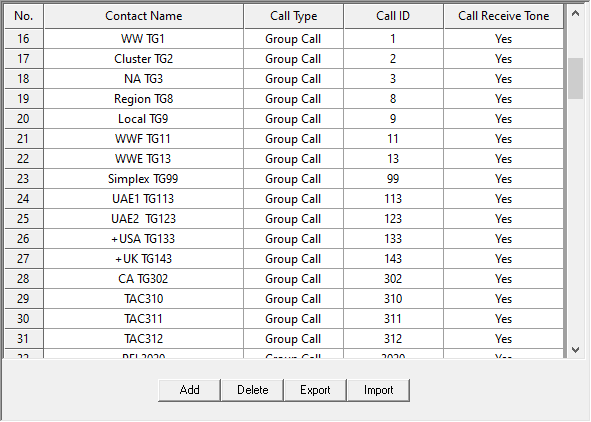 No. Contact Name Call Type Call ID Call Receive Tone
16 WW TG1 Group Call 1 Yes
17 Cluster TG2 Group Call 2 Yes
18 NA TG3 Group Call 3 Yes
19 Region TG8 Group Call 8 Yes
20 Local TG9 Group Call 9 Yes
21 WWF TG11 Group Call 11 Yes
22 WWE TG13 Group Call 13 Yes
23 Simplex TG99 Group Call 99 Yes
24 UAE1 TG113 Group Call 113 Yes
25 UAE2 TG123 Group Call 123 Yes
26 +USA TG133 Group Call 133 Yes
27 +UK TG143 Group Call 143 Yes
28 CA TG302 Group Call 302 Yes
29 TAC310 Group Call 310 Yes
30 TAC311 Group Call 311 Yes
31 TAC312 Group Call 312 Yes
Group Call Yes
Add Delete Export Import